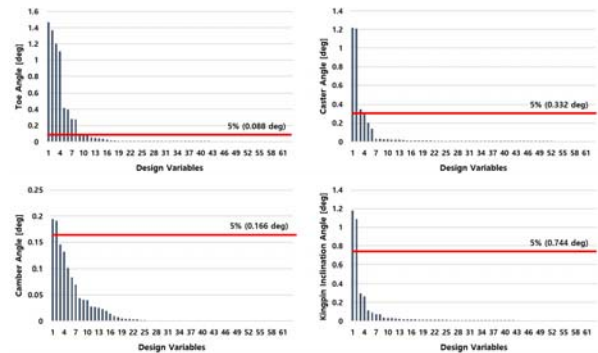 1.6
1.4
1.2
1
0.8
0.6
0.4
0.2
0
Toe Angle [deg]
5% (0.088 deg)
1 4 7 10 13 16 19 22 25 28 31 34 37 40 43 46 49 52 55 58 61
Design Variables
1.4
1.2
1
0.8
0.6
0.4
0.2
0
Caster Angle [deg]
5% (0.332 deg)
1 4 7 10 13 16 19 22 25 28 31 34 37 40 43 46 49 52 55 58 61
Design Variables
0.25
0.2
0.15
0.1
0.05
0
Camber Angle [deg]
5% (0.166 deg)
1 4 7 10 13 16 19 22 25 28 31 34 37 40 43 46 49 52 55 58 61
Design Variables
1.4
1.2
1
0.8
0.6
0.4
0.2
0
Kingpin Inclination Angle [deg]
5% (0.744 deg)
1 4 7 10 13 16 19 22 25 28 31 34 37 40 43 46 49 52 55 58 61
Design Variables